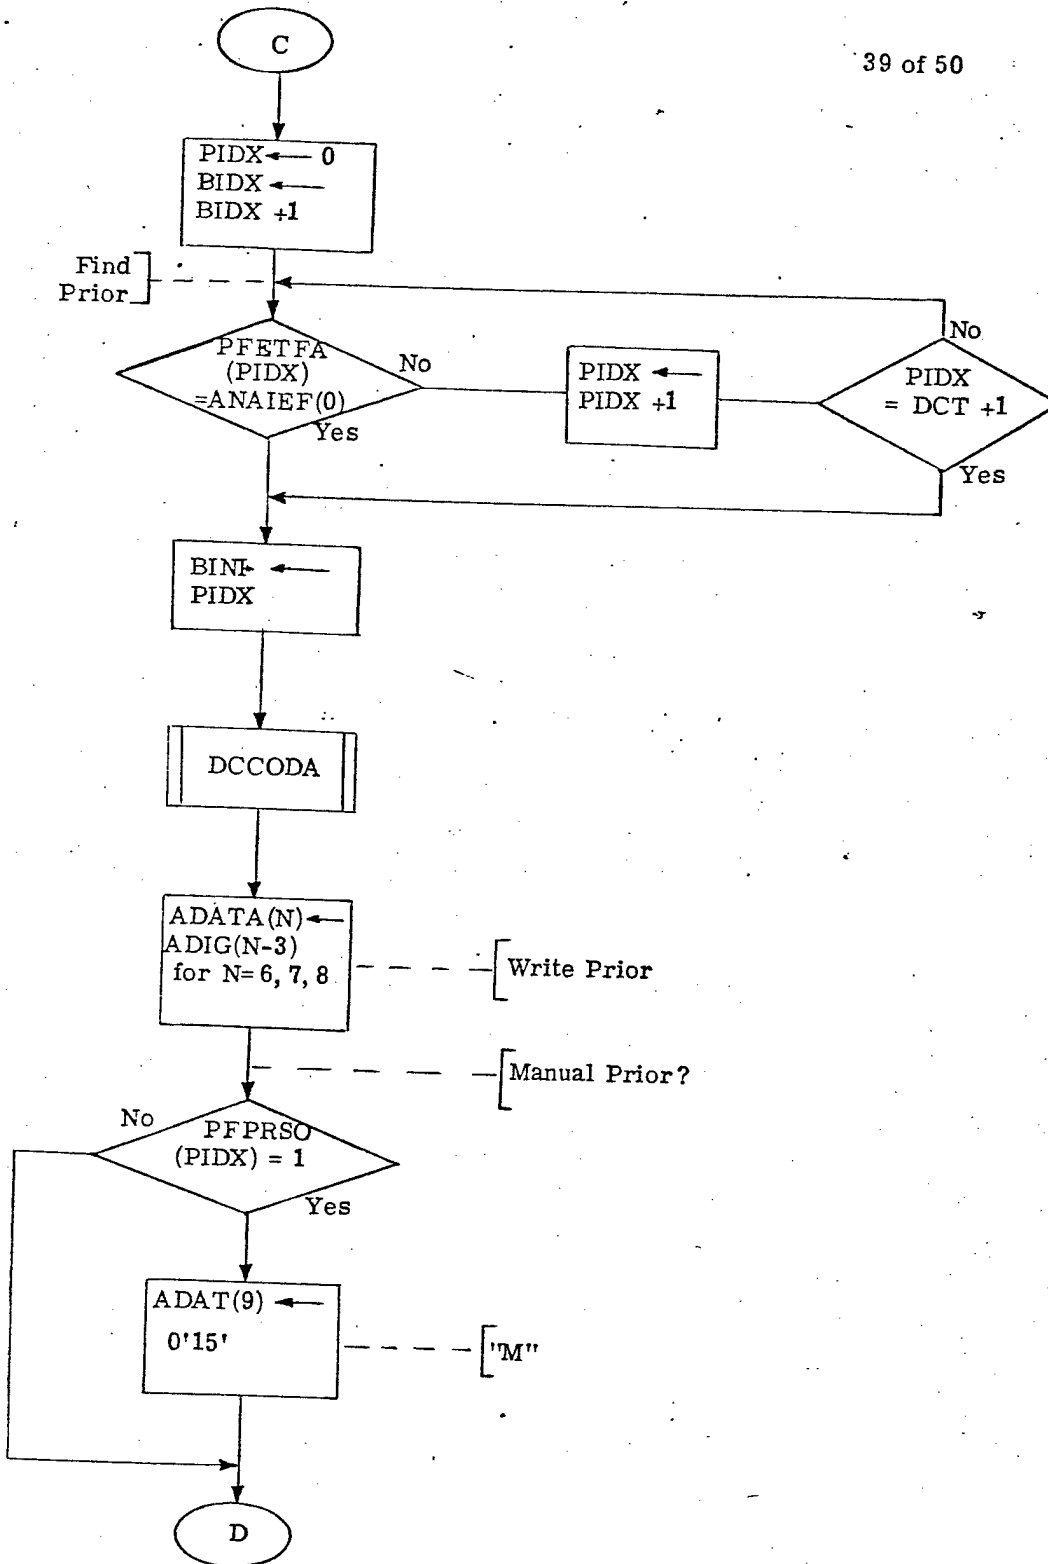 C
39 of 50
PIDX ← 0
BIDX ←
BIDX +1
Find
Prior
PFETFA
(PIDX)
=ANAIEF(0)
No
Yes
PIDX ←
PIDX +1
PIDX
= DCT +1
No
Yes
←
PIDX
DCCODA
ADATA(N) ←
ADIG(N-3)
for N= 6, 7, 8
Write Prior
Manual Prior?
No
PFPRSO
(PIDX) = 1
Yes
ADAT(9) ←
0'15'
"M"
D